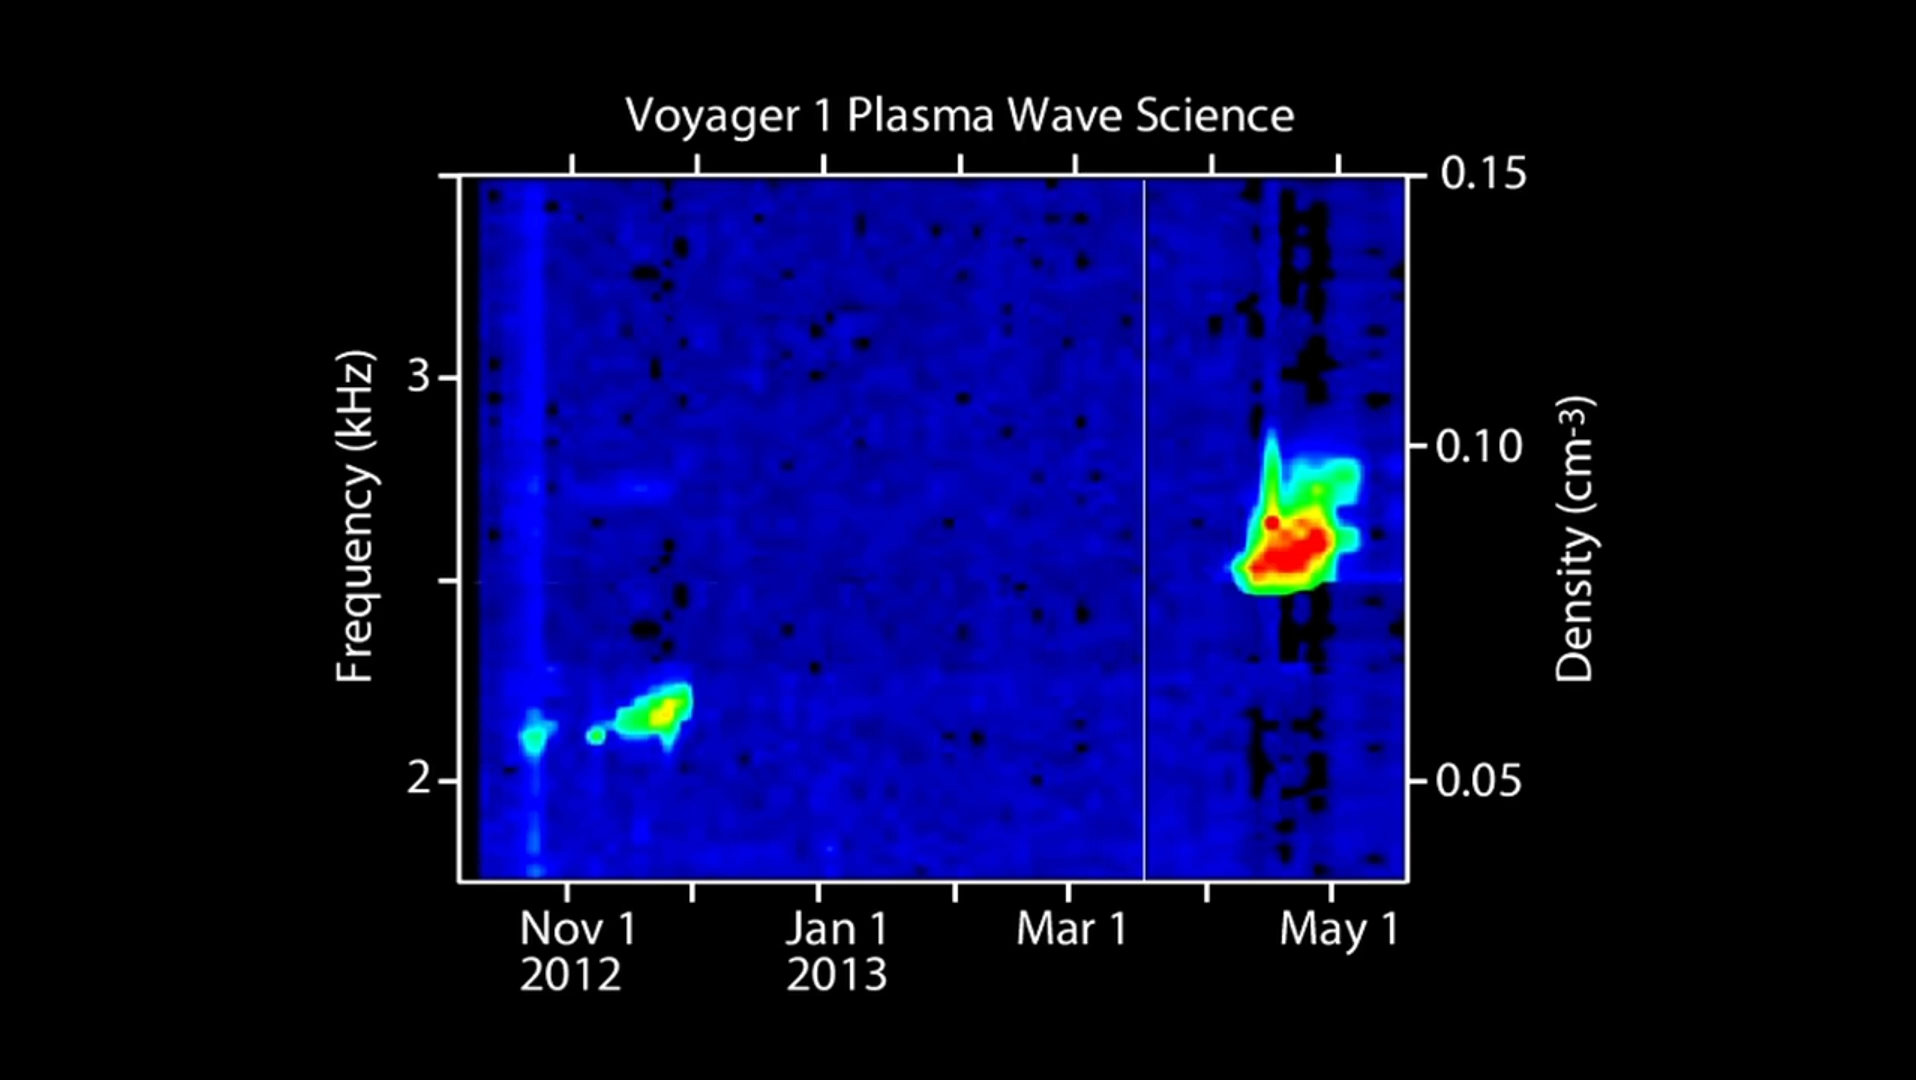 Voyager 1 Plasma Wave Science
0.15
3
0.10
2
0.05
Frequency (kHz)
Density (cm-3)
Nov 1
2012
Jan 1
2013
Mar 1
May 1